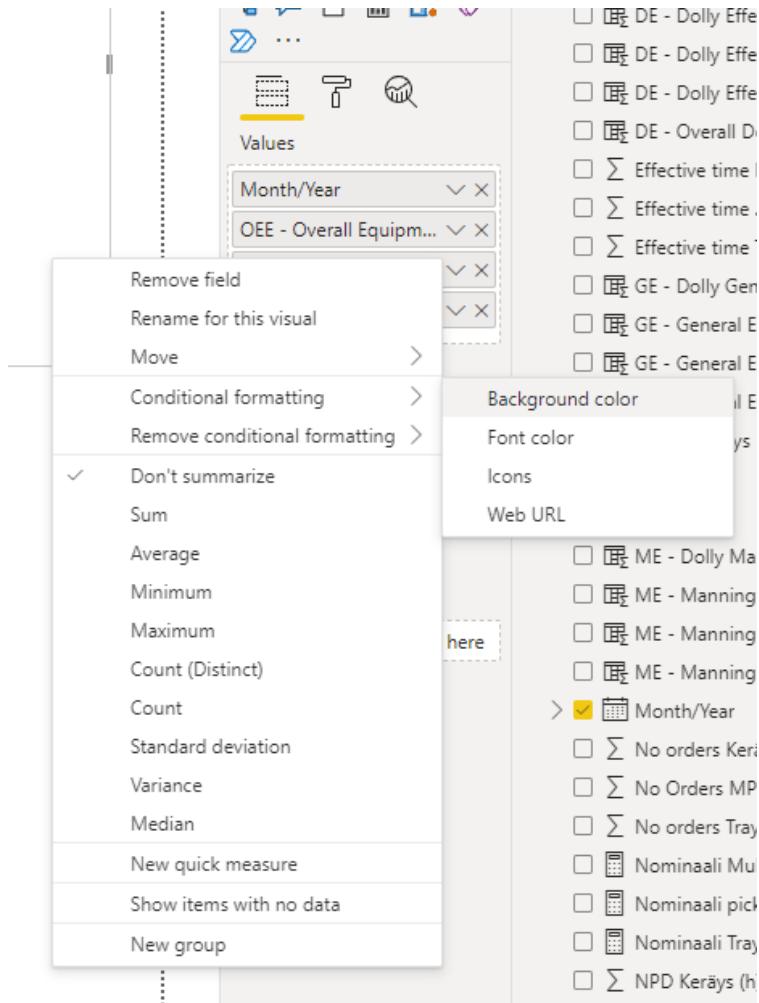 DE - Dolly Effe
DE - Dolly Effe
DE - Dolly Effe
DE - Overall D
Effective time
Effective time
Effective time
GE - Dolly Gen
GE - General E
GE - General E
Values
Month/Year
OEE - Overall Equipm...
Remove field
Rename for this visual
Move
Conditional formatting
Remove conditional formatting
Don't summarize
Sum
Average
Minimum
Maximum
Count (Distinct)
Count
Standard deviation
Variance
Median
New quick measure
Show items with no data
New group
Background color
Font color
Icons
Web URL
l E
ys
here
ME - Dolly Ma
ME - Manning
ME - Manning
ME - Manning
Month/Year
No orders Kerä
No Orders MP
No orders Tray
Nominaali Mul
Nominaali pick
Nominaali Tray
NPD Keräys (h)